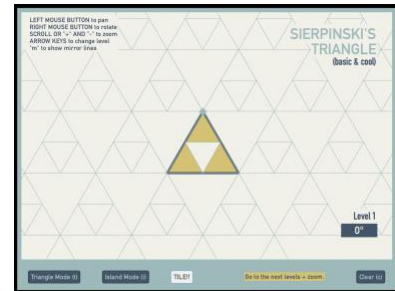 LEFT MOUSE BUTTON to pan
RIGHT MOUSE BUTTON to rotate
SCROLL OR "+" AND "-" to zoom
ARROW KEYS to change level
"m" to show mirror lines
SIERPINSKI'S
TRIANGLE
(basic & cool)
Level 1
0°
Triangle Mode (t)
Island Mode (i)
TILE!!
Go to the next levels + zoom.
Clear (c)